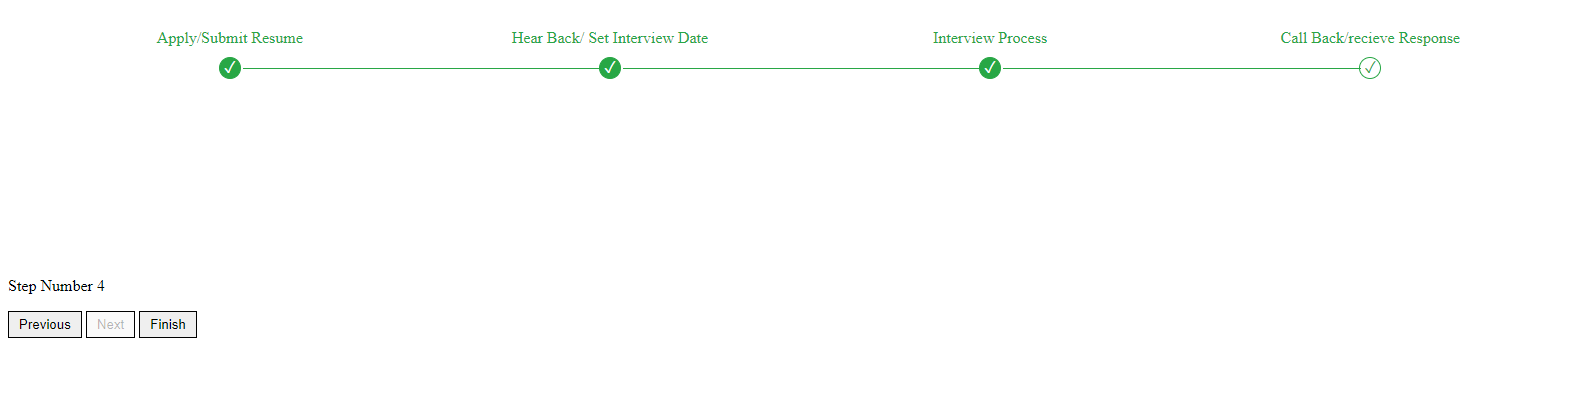 Apply/Submit Resume Hear Back/ Set Interview Date Interview Process Call Back/recieve Response
Step Number 4
Previous Next Finish